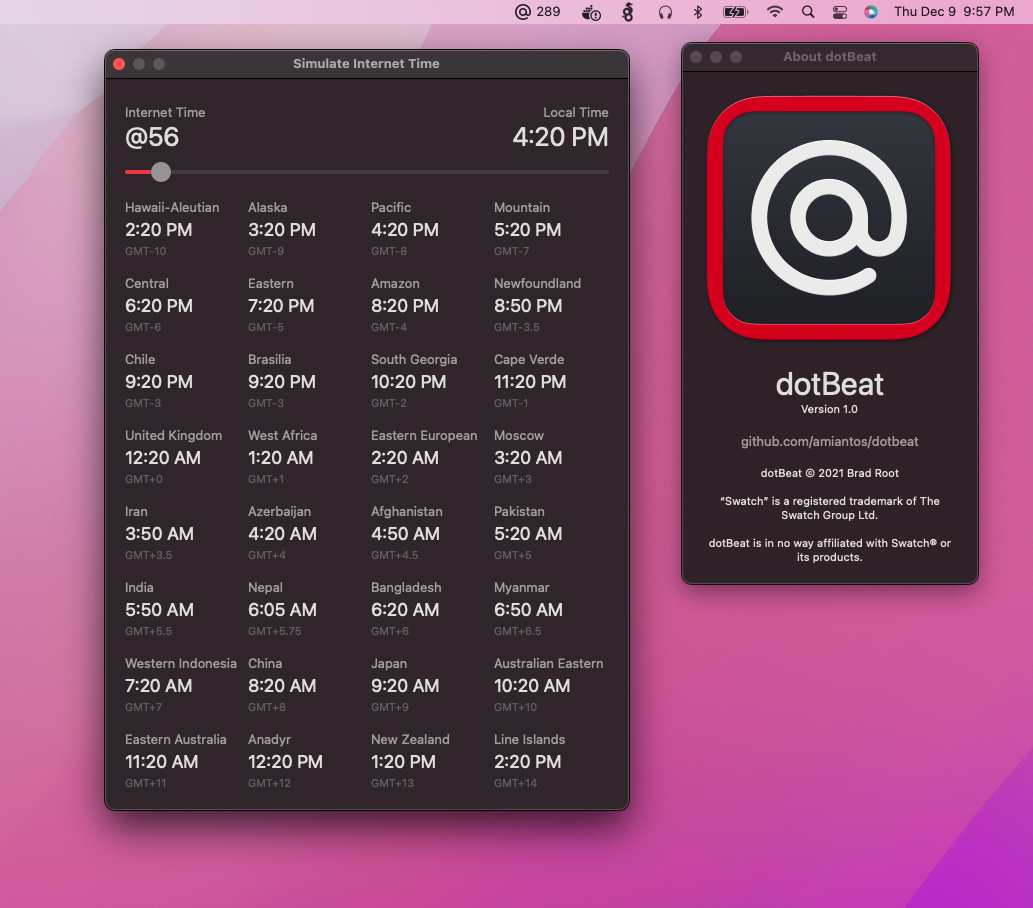 @ 289 Thu Dec 9 9:57 PM
Simulate Internet Time
Internet Time Local Time
@56 4:20 PM
Hawaii-Aleutian Alaska Pacific Mountain
2:20 PM 3:20 PM 4:20 PM 5:20 PM
GMT-10 GMT-9 GMT-8 GMT-7
Central Eastern Amazon Newfoundland
6:20 PM 7:20 PM 8:20 PM 8:50 PM
GMT-6 GMT-5 GMT-4 GMT-3.5
Chile Brasilia South Georgia Cape Verde
9:20 PM 9:20 PM 10:20 PM 11:20 PM
GMT-3 GMT-3 GMT-2 GMT-1
United Kingdom West Africa Eastern European Moscow
12:20 AM 1:20 AM 2:20 AM 3:20 AM
GMT+0 GMT+1 GMT+2 GMT+3
Iran Azerbaijan Afghanistan Pakistan
3:50 AM 4:20 AM 4:50 AM 5:20 AM
GMT+3.5 GMT+4 GMT+4.5 GMT+5
India Nepal Bangladesh Myanmar
5:50 AM 6:05 AM 6:20 AM 6:50 AM
GMT+5.5 GMT+5.75 GMT+6 GMT+6.5
Western Indonesia China Japan Australian Eastern
7:20 AM 8:20 AM 9:20 AM 10:20 AM
GMT+7 GMT+8 GMT+9 GMT+10
Eastern Australia Anadyr New Zealand Line Islands
11:20 AM 12:20 PM 1:20 PM 2:20 PM
GMT+11 GMT+12 GMT+13 GMT+14
About dotBeat
@
dotBeat
Version 1.0
github.com/amiantos/dotbeat
dotBeat © 2021 Brad Root
“Swatch” is a registered trademark of The
Swatch Group Ltd.
dotBeat is in no way affiliated with Swatch® or
its products.